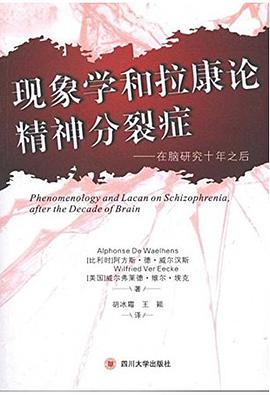 现象学和拉康论
精神分裂症
——在脑研究十年之后
Phenomenology and Lacan on Schizophrenia,
after the Decade of Brain
Alphonse De Waelhens
[比利时]阿方斯·德·威尔汉斯
Wilfried Ver Eecke
[美国]威尔弗莱德·维尔·埃克
著
胡冰霜 王颖
译
四川大学出版社